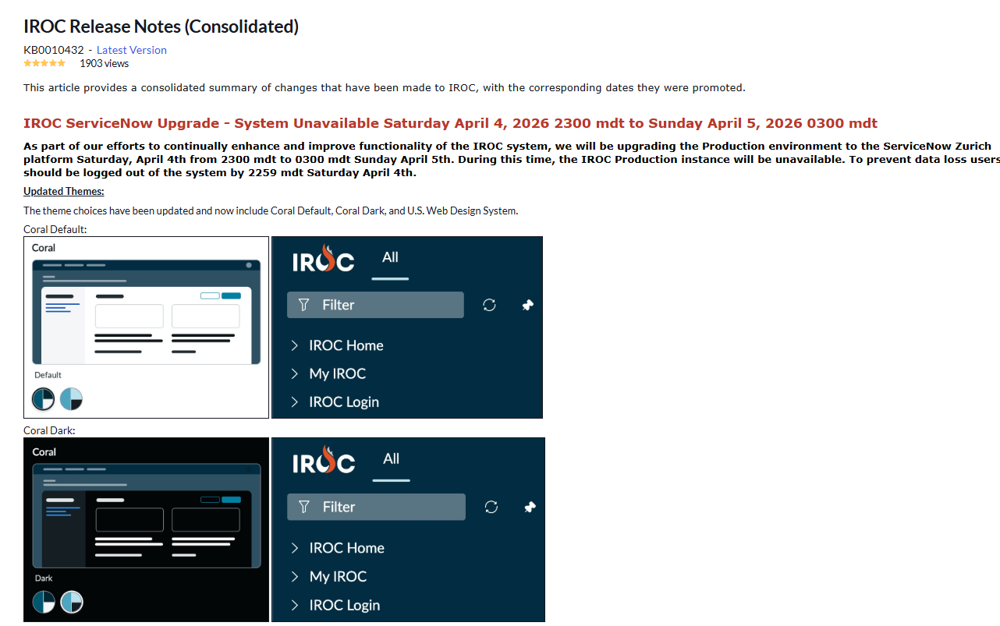 IROC Release Notes (Consolidated)
KB0010432 - Latest Version
1903 views
This article provides a consolidated summary of changes that have been made to IROC, with the corresponding dates they were promoted.
IROC ServiceNow Upgrade - System Unavailable Saturday April 4, 2026 2300 mdt to Sunday April 5, 2026 0300 mdt
As part of our efforts to continually enhance and improve functionality of the IROC system, we will be upgrading the Production environment to the ServiceNow Zurich
platform Saturday, April 4th from 2300 mdt to 0300 mdt Sunday April 5th. During this time, the IROC Production instance will be unavailable. To prevent data loss users
should be logged out of the system by 2259 mdt Saturday April 4th.
Updated Themes:
The theme choices have been updated and now include Coral Default, Coral Dark, and U.S. Web Design System.
Coral Default:
Coral
Default
IROC
All
Filter
IROC Home
My IROC
IROC Login
Coral Dark:
Coral
Dark
IROC
All
Filter
IROC Home
My IROC
IROC Login